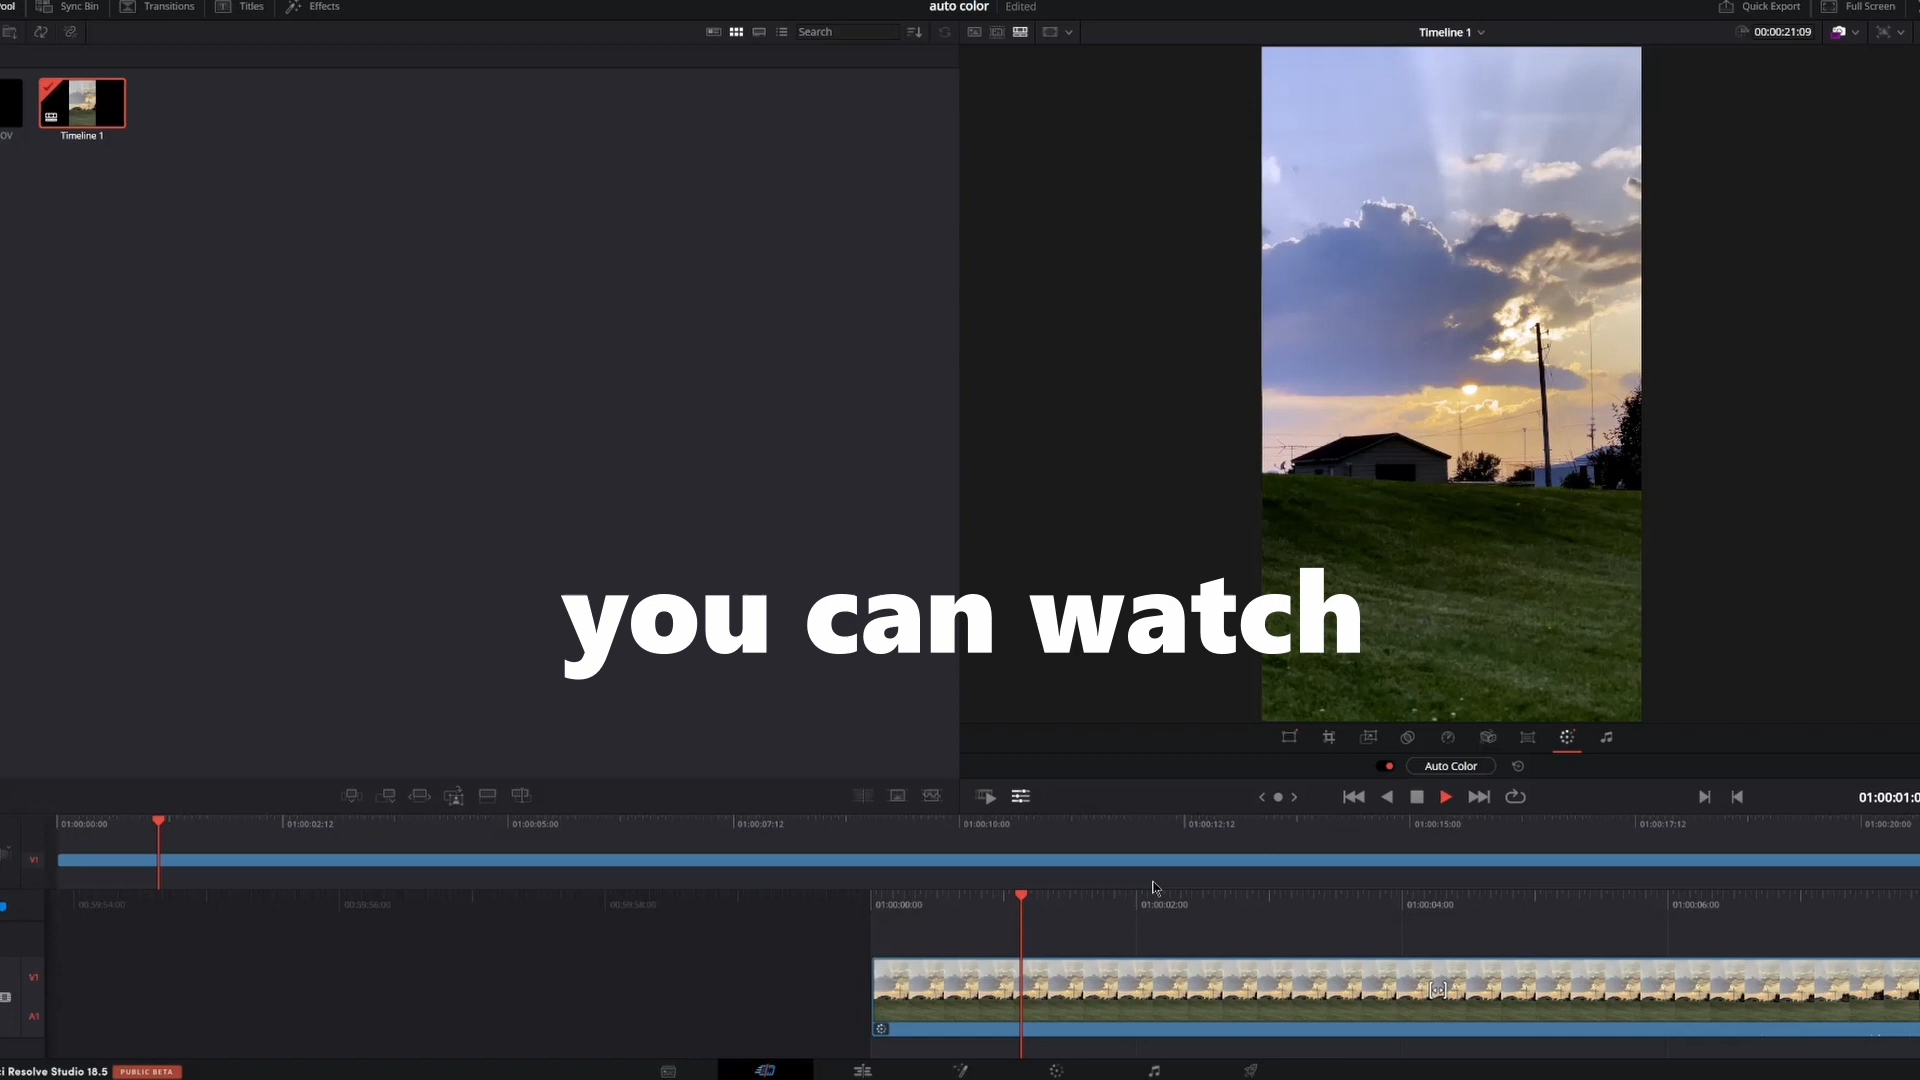 ool Sync Bin Transitions Titles Effects auto color Edited Quick Export Full Screen
Search Timeline 1 00:00:21:09
OV Timeline 1
you can watch
Auto Color
01:00:01:0
01:00:00:00 01:00:02:12 01:00:05:00 01:00:07:12 01:00:10:00 01:00:12:12 01:00:15:00 01:00:17:12 01:00:20:00
V1
00:59:54:00 00:59:56:00 00:59:58:00 01:00:00:00 01:00:02:00 01:00:04:00 01:00:06:00
V1
A1
ci Resolve Studio 18.5 PUBLIC BETA